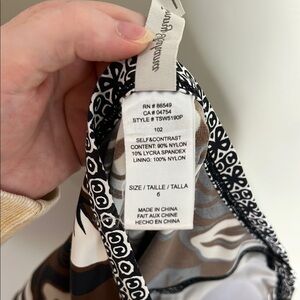 RN # 86549
CA # 04754
STYLE # TSW5190P
102
SELF&CONTRAST
CONTENT: 90% NYLON
10% LYCRA SPANDEX
LINING: 100% NYLON
SIZE / TAILLE / TALLA
6
MADE IN CHINA
FAIT AUX CHINE
HECHO EN CHINA